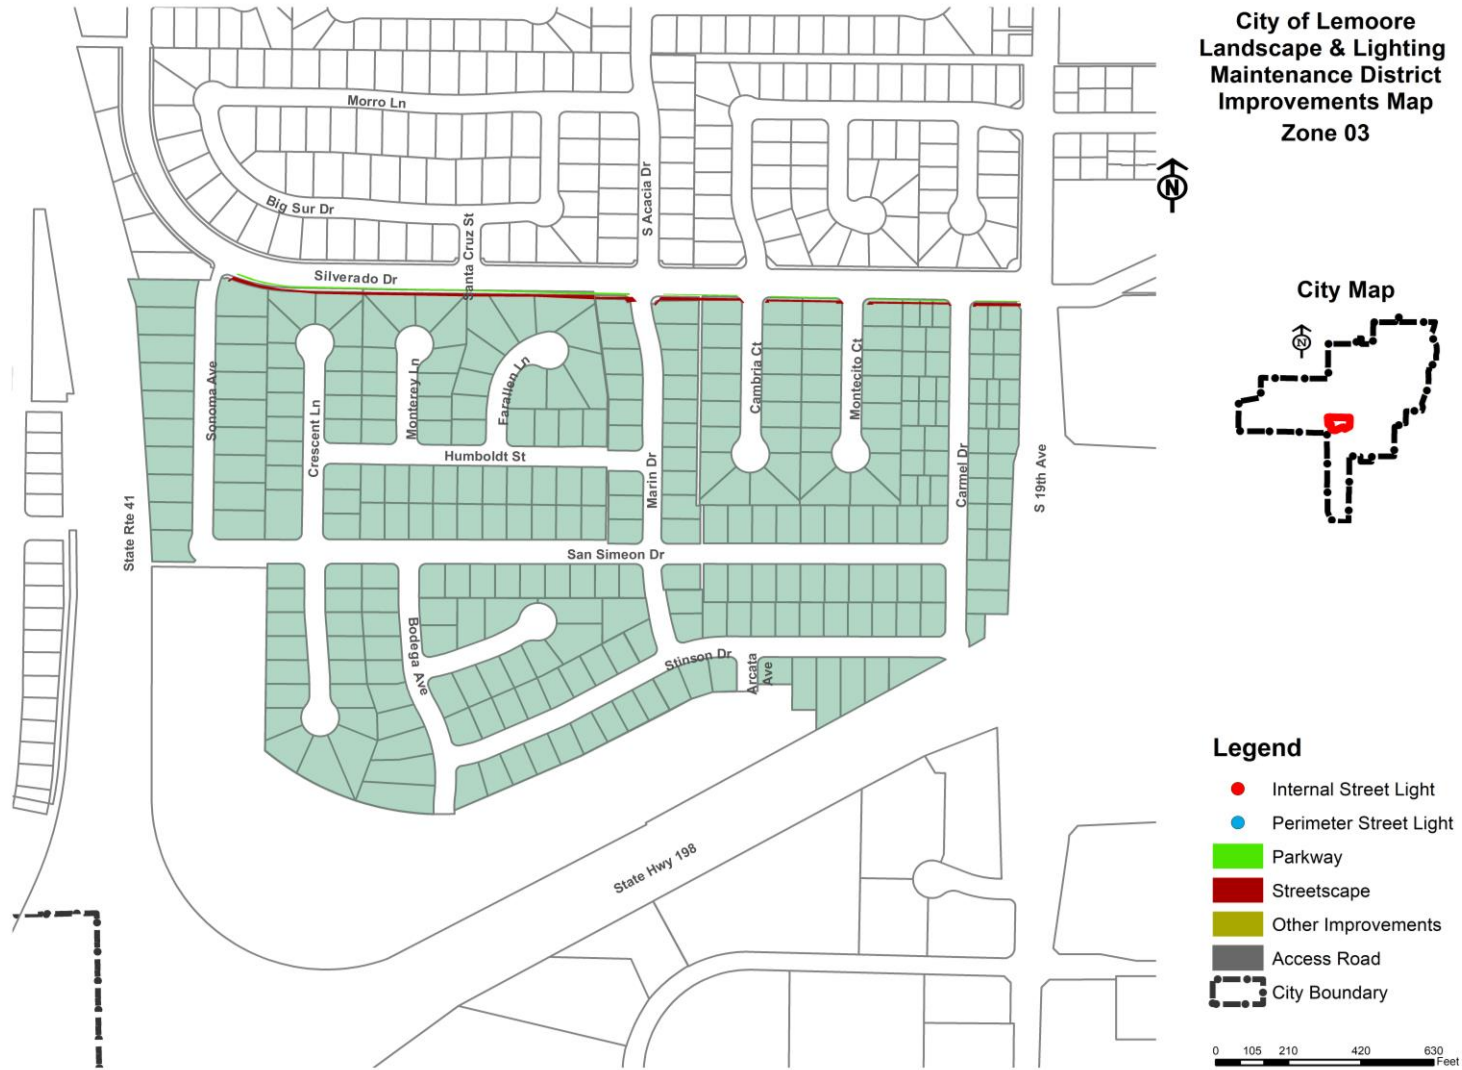 City of Lemoore
Landscape & Lighting
Maintenance District
Improvements Map
Zone 03
N
City Map
N
Morro Ln
Big Sur Dr
Santa Cruz St
S Acacia Dr
Silverado Dr
Sonoma Ave
Crescent Ln
Monterey Ln
Farallen Ln
Humboldt St
Marin Dr
Cambria Ct
Montecito Ct
Carmel Dr
S 19th Ave
State Rte 41
San Simeon Dr
Bodega Ave
Stinson Dr
Arcata
Ave
State Hwy 198
Legend
Internal Street Light
Perimeter Street Light
Parkway
Streetscape
Other Improvements
Access Road
City Boundary
0 105 210 420 630
Feet